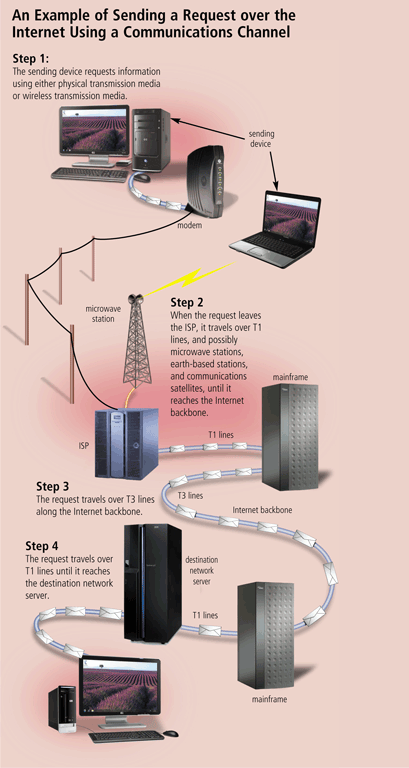 An Example of Sending a Request over the
Internet Using a Communications Channel
Step 1:
The sending device requests information
using either physical transmission media
or wireless transmission media.
sending
device
modem
microwave
station
Step 2
When the request leaves
the ISP, it travels over T1
lines, and possibly
microwave stations,
earth-based stations,
and communications
satellites, until it
reaches the Internet
backbone.
mainframe
ISP
T1 lines
Step 3
The request travels over T3 lines
along the Internet backbone.
T3 lines
Internet backbone
Step 4
The request travels over
T1 lines until it reaches
the destination network
server.
destination
network
server
T1 lines
mainframe